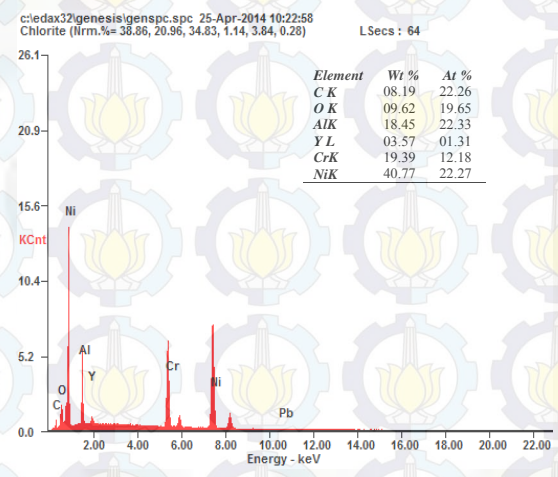 c:\edax32\genesis\genspc.spc 25-Apr-2014 10:22:58
Chlorite (Nrm.%= 38.86, 20.96, 34.83, 1.14, 3.84, 0.28) LSecs : 64
26.1
Element Wt % At %
C K 08.19 22.26
O K 09.62 19.65
AlK 18.45 22.33
Y L 03.57 01.31
CrK 19.39 12.18
NiK 40.77 22.27
20.9
15.6
Ni
KCnt
10.4
5.2
Al
Cr
Y
Ni
O
C
Pb
0.0
2.00 4.00 6.00 8.00 10.00 12.00 14.00 16.00 18.00 20.00 22.00
Energy - keV